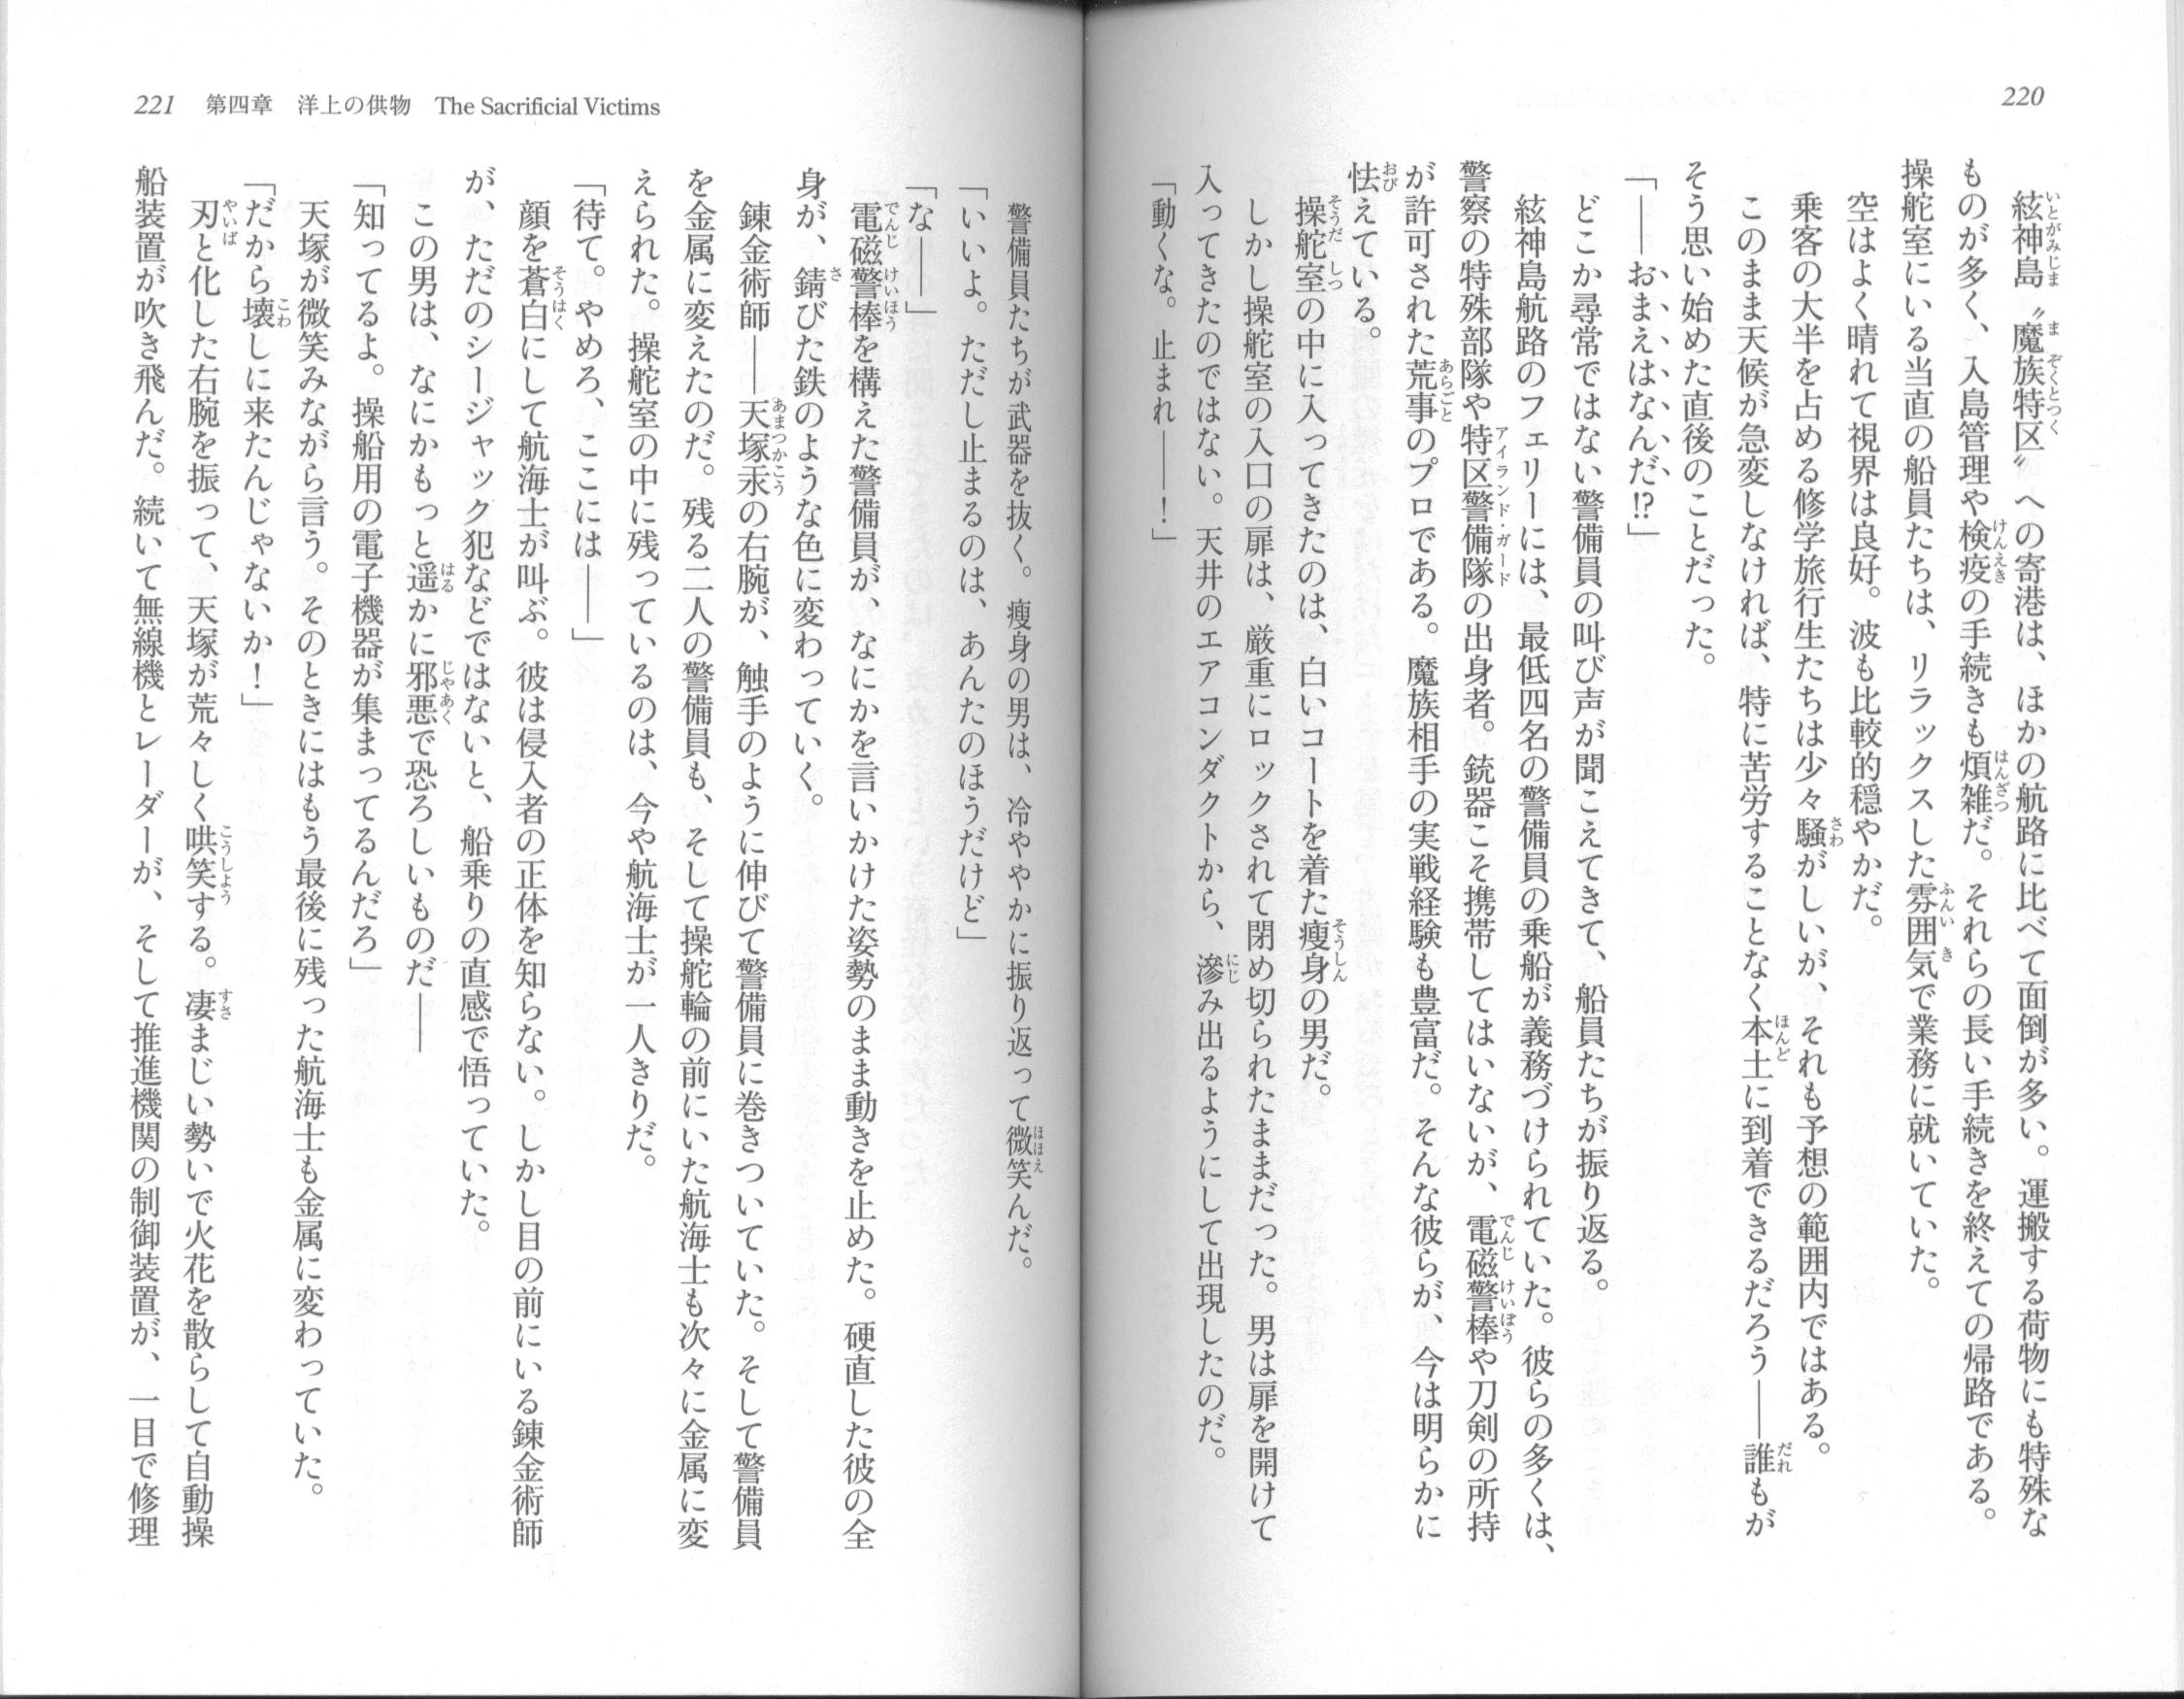 220
絃神島〝魔族特区〟への寄港は、ほかの航路に比べて面倒が多い。運搬する荷物にも特殊な
ものが多く、入島管理や検疫の手続きも煩雑だ。それらの長い手続きを終えての帰路である。
操舵室にいる当直の船員たちは、リラックスした雰囲気で業務に就いていた。
空はよく晴れて視界は良好。波も比較的穏やかだ。
乗客の大半を占める修学旅行生たちは少々騒がしいが、それも予想の範囲内ではある。
このまま天候が急変しなければ、特に苦労することなく本土に到着できるだろう――誰もが
そう思い始めた直後のことだった。
「――おまえはなんだ!?」
どこか尋常ではない警備員の叫び声が聞こえてきて、船員たちが振り返る。
絃神島航路のフェリーには、最低四名の警備員の乗船が義務づけられていた。彼らの多くは、
警察の特殊部隊や特区警備隊の出身者。銃器こそ携帯してはいないが、電磁警棒や刀剣の所持
が許可された荒事のプロである。魔族相手の実戦経験も豊富だ。そんな彼らが、今は明らかに
怯えている。
操舵室の中に入ってきたのは、白いコートを着た痩身の男だ。
しかし操舵室の入口の扉は、厳重にロックされて閉め切られたままだった。男は扉を開けて
入ってきたのではない。天井のエアコンダクトから、滲み出るようにして出現したのだ。
「動くな。止まれ――！」
221 第四章 洋上の供物 The Sacrificial Victims
警備員たちが武器を抜く。痩身の男は、冷ややかに振り返って微笑んだ。
「いいよ。ただし止まるのは、あんたのほうだけど」
「な――」
電磁警棒を構えた警備員が、なにかを言いかけた姿勢のまま動きを止めた。硬直した彼の全
身が、錆びた鉄のような色に変わっていく。
錬金術師――天塚汞の右腕が、触手のように伸びて警備員に巻きついていた。そして警備員
を金属に変えたのだ。残る二人の警備員も、そして操舵輪の前にいた航海士も次々に金属に変
えられた。操舵室の中に残っているのは、今や航海士が一人きりだ。
「待て。やめろ、ここには――」
顔を蒼白にして航海士が叫ぶ。彼は侵入者の正体を知らない。しかし目の前にいる錬金術師
が、ただのシージャック犯などではないと、船乗りの直感で悟っていた。
この男は、なにかもっと遥かに邪悪で恐ろしいものだ――
「知ってるよ。操船用の電子機器が集まってるんだろ」
天塚が微笑みながら言う。そのときにはもう最後に残った航海士も金属に変わっていた。
「だから壊しに来たんじゃないか！」
刃と化した右腕を振って、天塚が荒々しく哄笑する。凄まじい勢いで火花を散らして自動操
船装置が吹き飛んだ。続いて無線機とレーダーが、そして推進機関の制御装置が、一目で修理